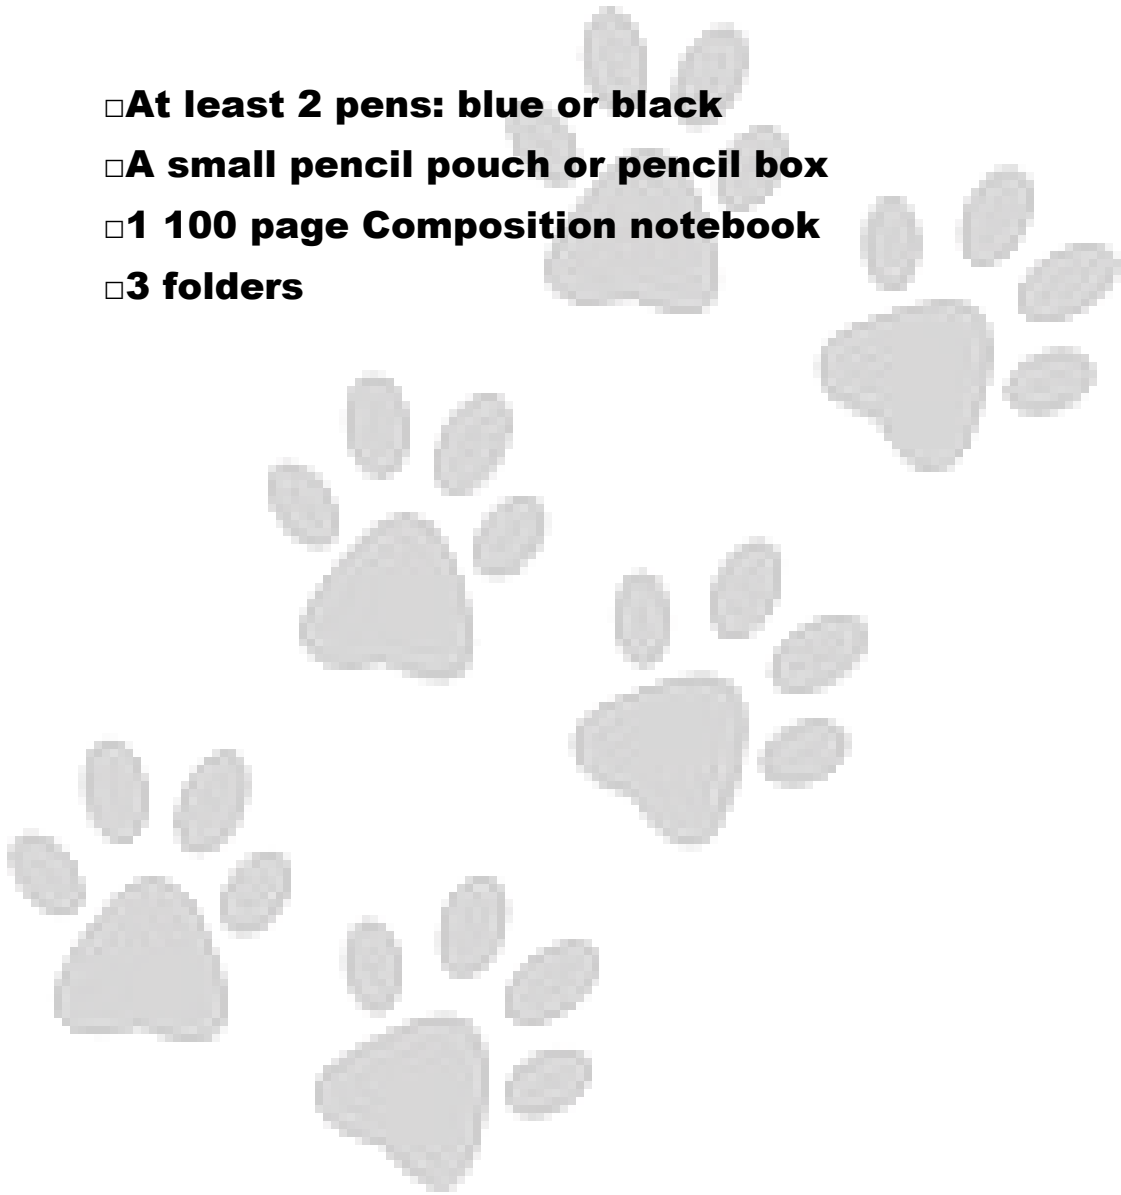 □At least 2 pens: blue or black
□A small pencil pouch or pencil box
□1 100 page Composition notebook
□3 folders